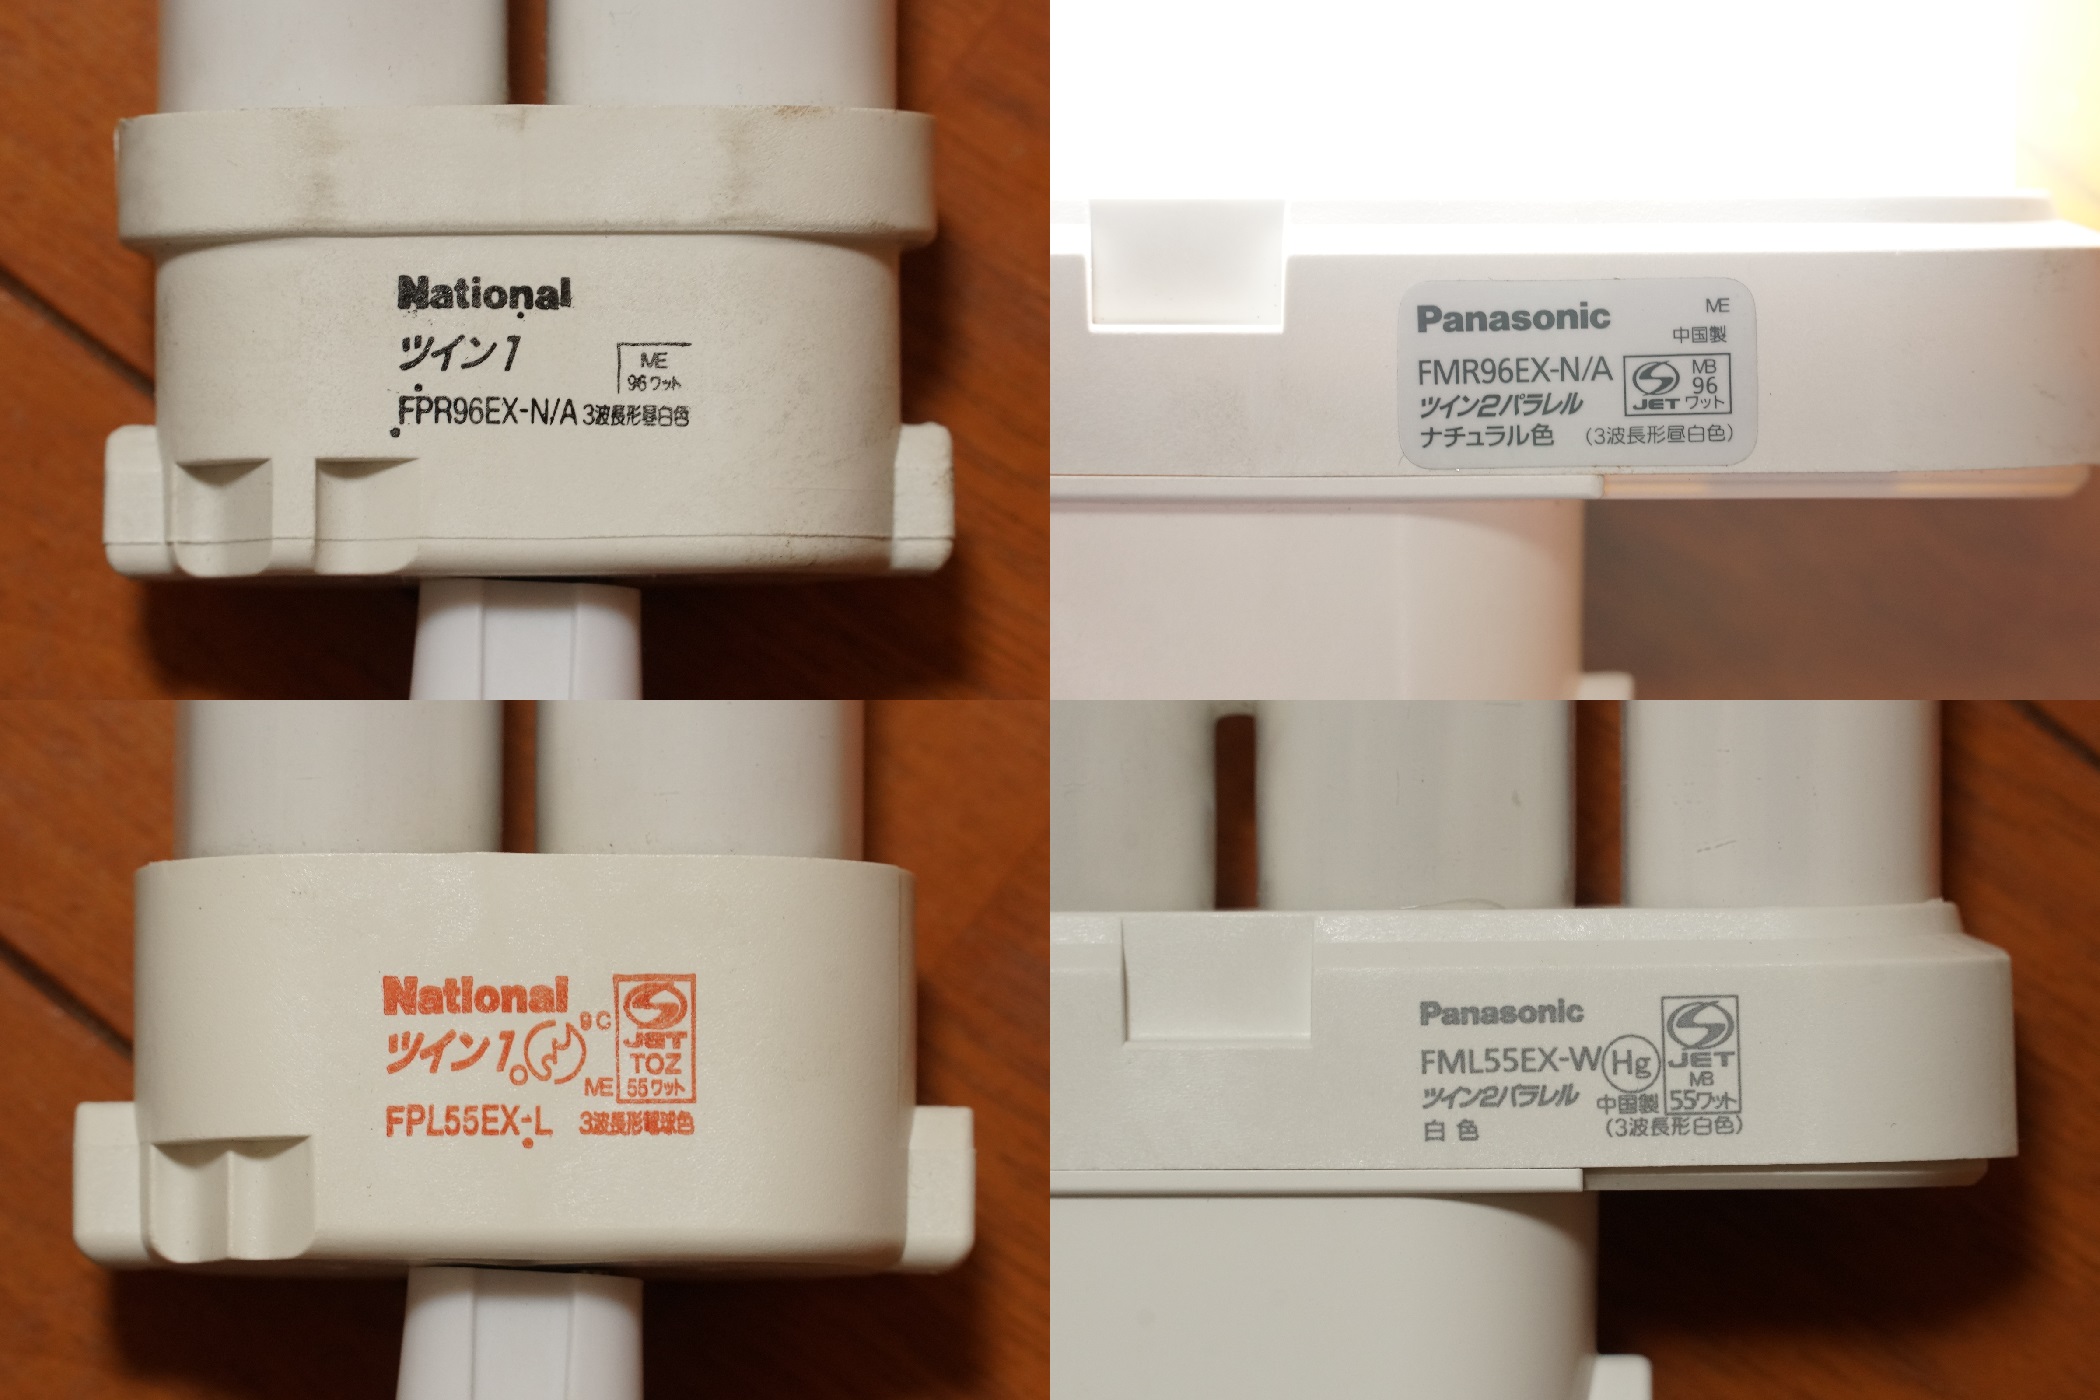 National
ツイン1
ME
96ワット
FPR96EX-N/A 3波長形昼白色
Panasonic
ME
中国製
FMR96EX-N/A
JET
MB
96
ワット
ツイン2パラレル
ナチュラル色 (3波長形昼白色)
National
ツイン1
9C
JET
TOZ
ME
55ワット
FPL55EX-L 3波長形電球色
Panasonic
FML55EX-W
Hg
JET
MB
55ワット
ツイン2パラレル
中国製
白色
(3波長形白色)